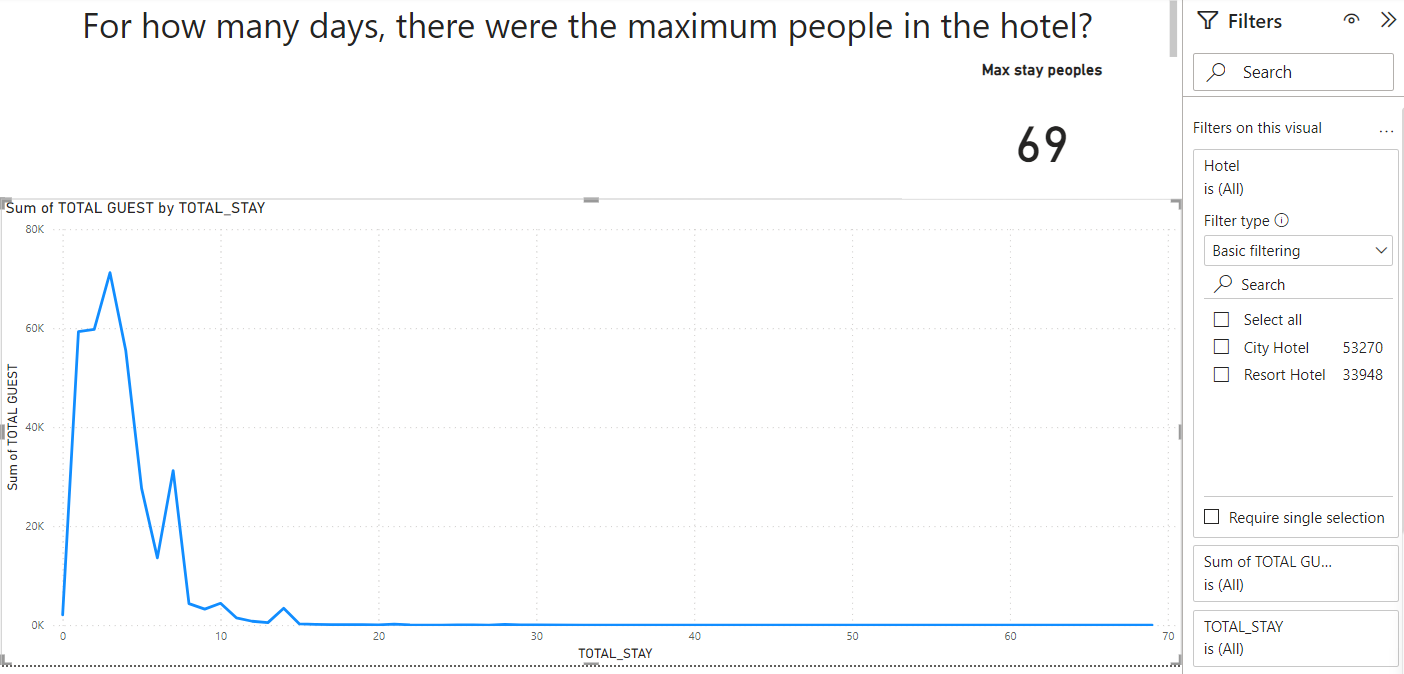 For how many days, there were the maximum people in the hotel?
Max stay peoples
69
Sum of TOTAL GUEST by TOTAL_STAY
80K
60K
40K
20K
0K
Sum of TOTAL GUEST
0 10 20 30 40 50 60 70
TOTAL_STAY
Filters
Search
Filters on this visual ...
Hotel
is (All)
Filter type
Basic filtering
Search
Select all
City Hotel 53270
Resort Hotel 33948
Require single selection
Sum of TOTAL GU...
is (All)
TOTAL_STAY
is (All)